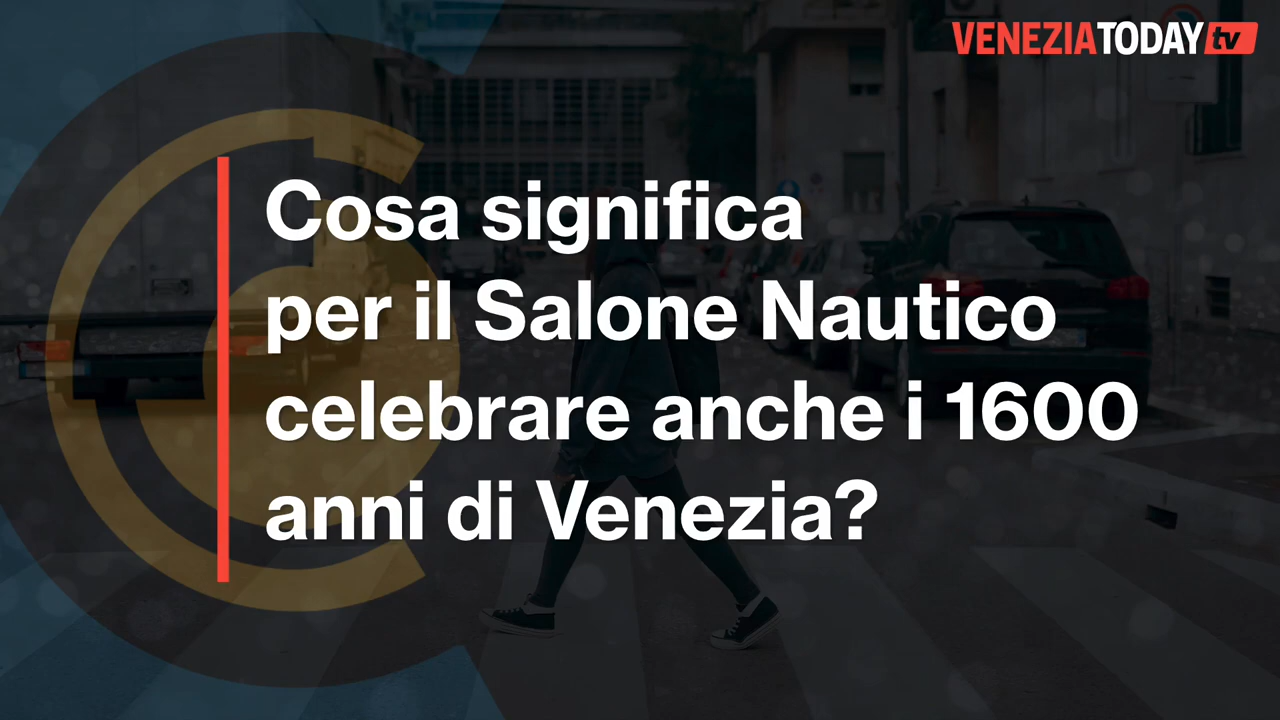 VENEZIATODAY tv
Cosa significa
per il Salone Nautico
celebrare anche i 1600
anni di Venezia?